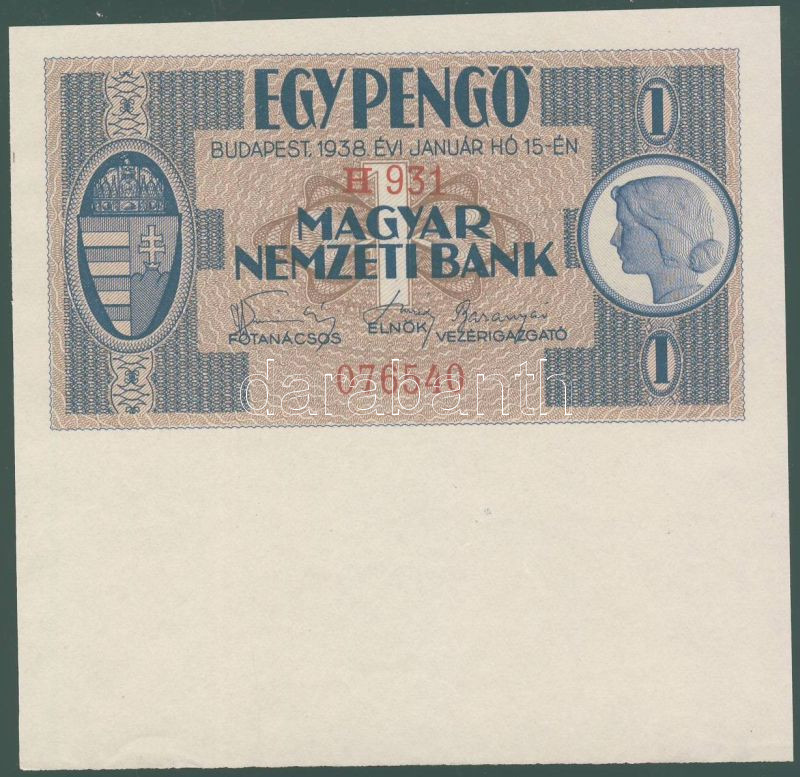 EGY PENGŐ
1
BUDAPEST, 1938 ÉVI JANUÁR HÓ 15-ÉN
H 931
MAGYAR
NEMZETI BANK
Baranyai
FŐTANÁCSOS ELNÖK VEZÉRIGAZGATÓ
1
076540
darabanth